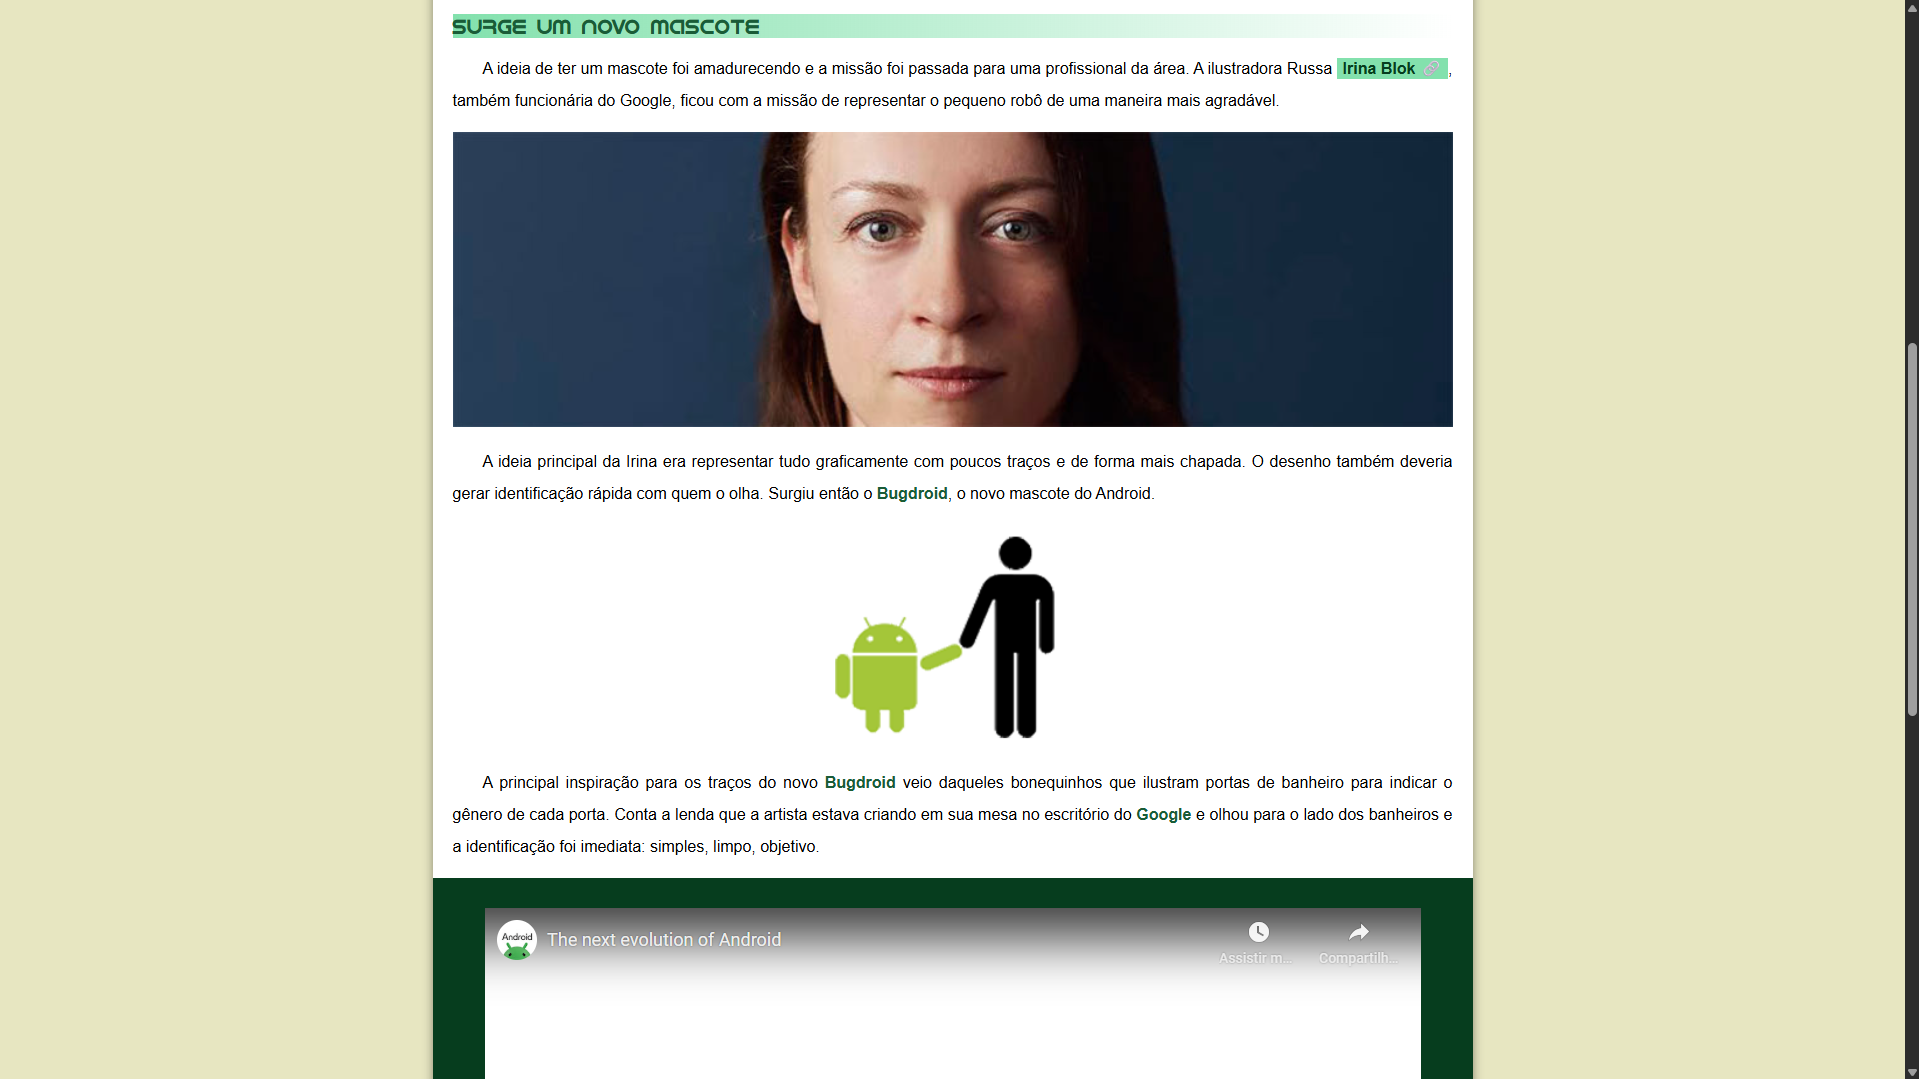 SURGE UM NOVO MASCOTE
A ideia de ter um mascote foi amadurecendo e a missão foi passada para uma profissional da área. A ilustradora Russa Irina Blok 🔗,
também funcionária do Google, ficou com a missão de representar o pequeno robô de uma maneira mais agradável.
A ideia principal da Irina era representar tudo graficamente com poucos traços e de forma mais chapada. O desenho também deveria
gerar identificação rápida com quem o olha. Surgiu então o Bugdroid, o novo mascote do Android.
A principal inspiração para os traços do novo Bugdroid veio daqueles bonequinhos que ilustram portas de banheiro para indicar o
gênero de cada porta. Conta a lenda que a artista estava criando em sua mesa no escritório do Google e olhou para o lado dos banheiros e
a identificação foi imediata: simples, limpo, objetivo.
Android
The next evolution of Android
Assistir m...
Compartilh...